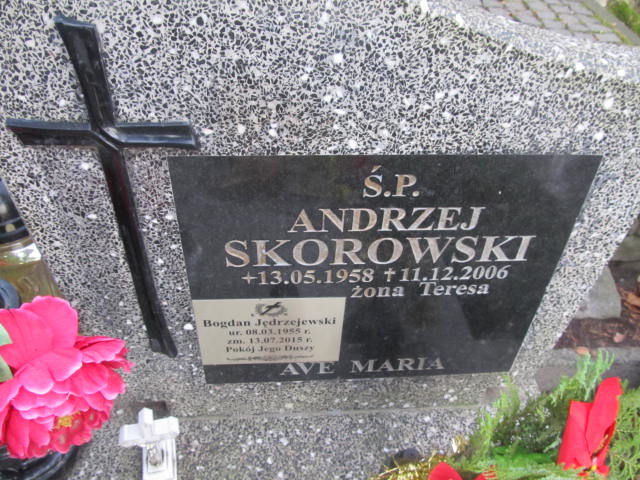 Ś.P.
ANDRZEJ
SKOROWSKI
+13.05.1958 †11.12.2006
żona Teresa
Bogdan Jędrzejewski
ur. 08.03.1955 r.
zm. 13.07.2015 r.
Pokój Jego Duszy
AVE MARIA